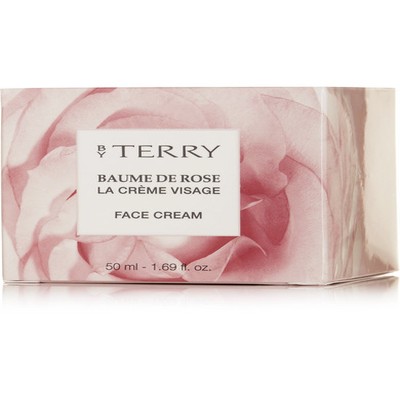 BY TERRY
BAUME DE ROSE
LA CRÈME VISAGE
FACE CREAM
50 ml - 1.69 fl. oz.